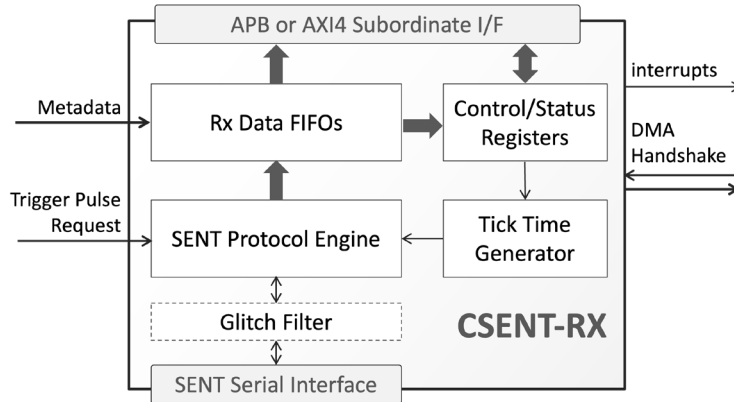 APB or AXI4 Subordinate I/F
Metadata
Rx Data FIFOs
Control/Status
Registers
interrupts
DMA
Handshake
Trigger Pulse
Request
SENT Protocol Engine
Tick Time
Generator
Glitch Filter
CSENT-RX
SENT Serial Interface